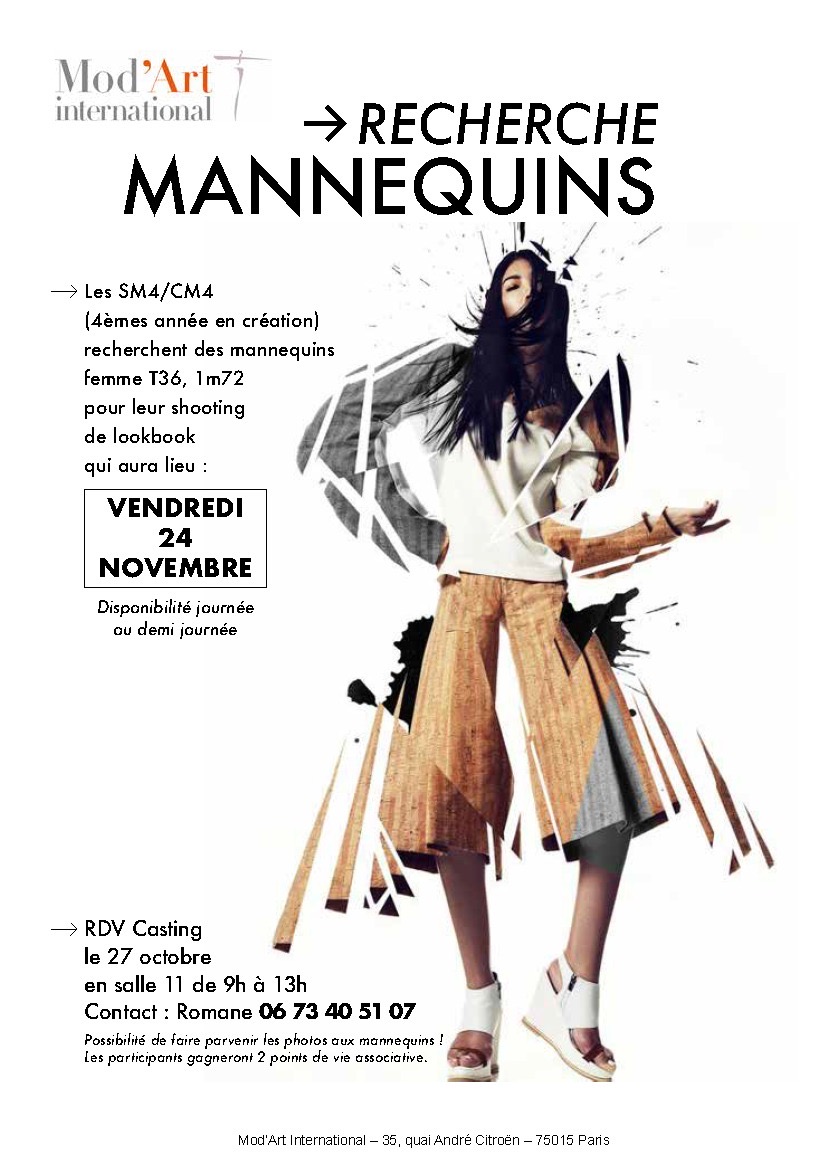 Mod'Art
international
→ RECHERCHE
MANNEQUINS
→ Les SM4/CM4
(4èmes année en création)
recherchent des mannequins
femme T36, 1m72
pour leur shooting
de lookbook
qui aura lieu :
VENDREDI
24
NOVEMBRE
Disponibilité journée
ou demi journée
→ RDV Casting
le 27 octobre
en salle 11 de 9h à 13h
Contact : Romane 06 73 40 51 07
Possibilité de faire parvenir les photos aux mannequins !
Les participants gagneront 2 points de vie associative.
Mod'Art International – 35, quai André Citroën – 75015 Paris